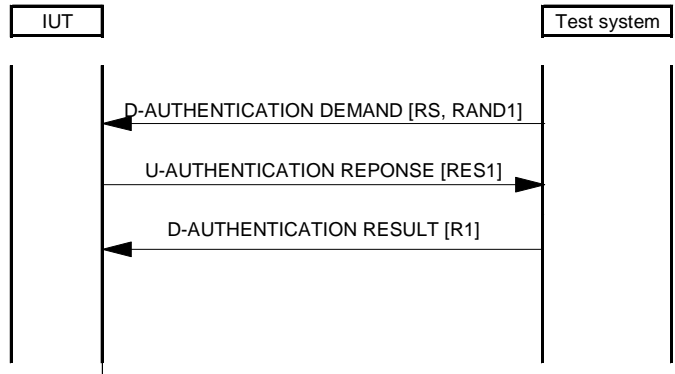 IUT
Test system
D-AUTHENTICATION DEMAND [RS, RAND1]
U-AUTHENTICATION REPONSE [RES1]
D-AUTHENTICATION RESULT [R1]